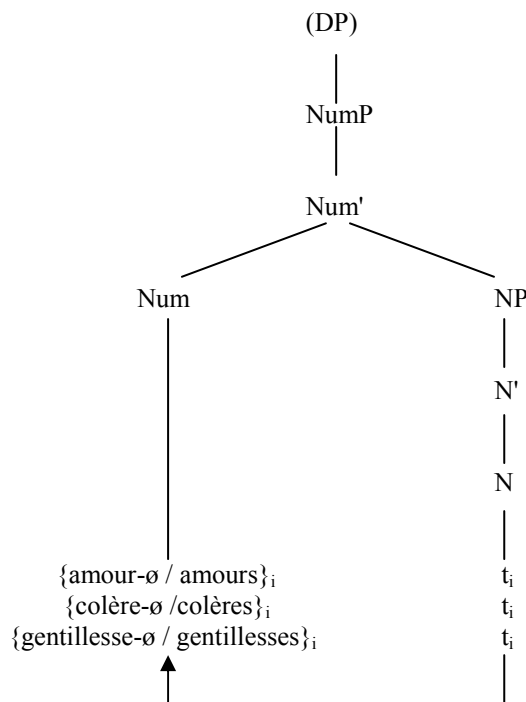 (DP)
NumP
Num'
Num NP
N'
N
{amour-ø / amours}ᵢ tᵢ
{colère-ø /colères}ᵢ tᵢ
{gentillesse-ø / gentillesses}ᵢ tᵢ